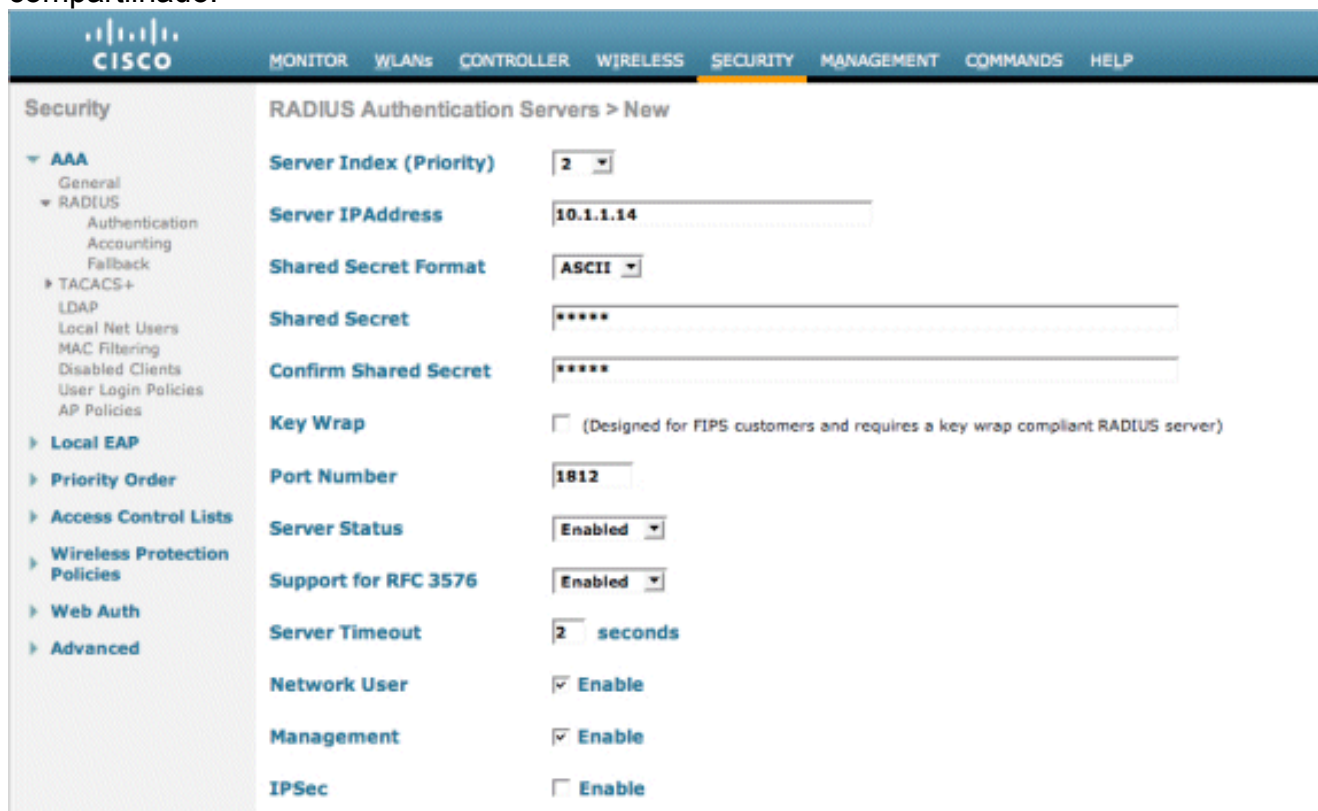 compartilhado.
CISCO
MONITOR WLANs CONTROLLER WIRELESS SECURITY MANAGEMENT COMMANDS HELP
Security
AAA
General
RADIUS
Authentication
Accounting
Fallback
TACACS+
LDAP
Local Net Users
MAC Filtering
Disabled Clients
User Login Policies
AP Policies
Local EAP
Priority Order
Access Control Lists
Wireless Protection
Policies
Web Auth
Advanced
RADIUS Authentication Servers > New
Server Index (Priority) 2
Server IPAddress 10.1.1.14
Shared Secret Format ASCII
Shared Secret *****
Confirm Shared Secret *****
Key Wrap (Designed for FIPS customers and requires a key wrap compliant RADIUS server)
Port Number 1812
Server Status Enabled
Support for RFC 3576 Enabled
Server Timeout 2 seconds
Network User Enable
Management Enable
IPSec Enable